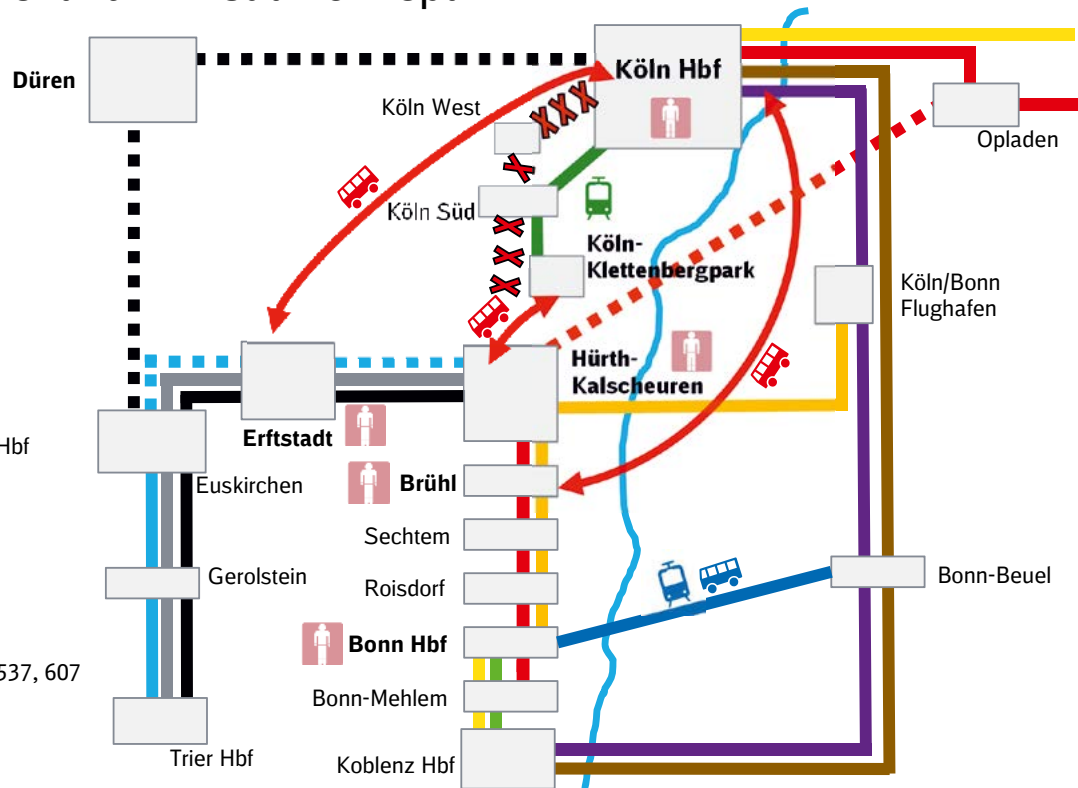 Düren
Köln Hbf
Köln West
Opladen
Köln Süd
Köln-
Klettenbergpark
Köln/Bonn
Flughafen
Hürth-
Kalscheuren
Erftstadt
Hbf
Euskirchen
Brühl
Sechtem
Gerolstein
Roisdorf
Bonn-Beuel
Bonn Hbf
537, 607
Bonn-Mehlem
Trier Hbf
Koblenz Hbf